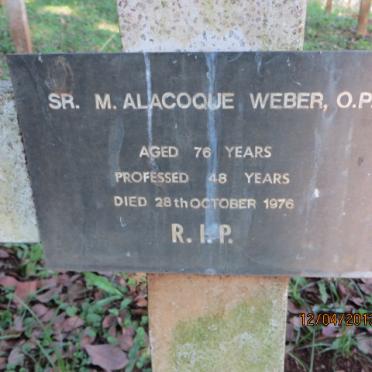 SR. M. ALACOQUE WEBER, O.P.
AGED 76 YEARS
PROFESSED 48 YEARS
DIED 28th OCTOBER 1976
R.I.P.